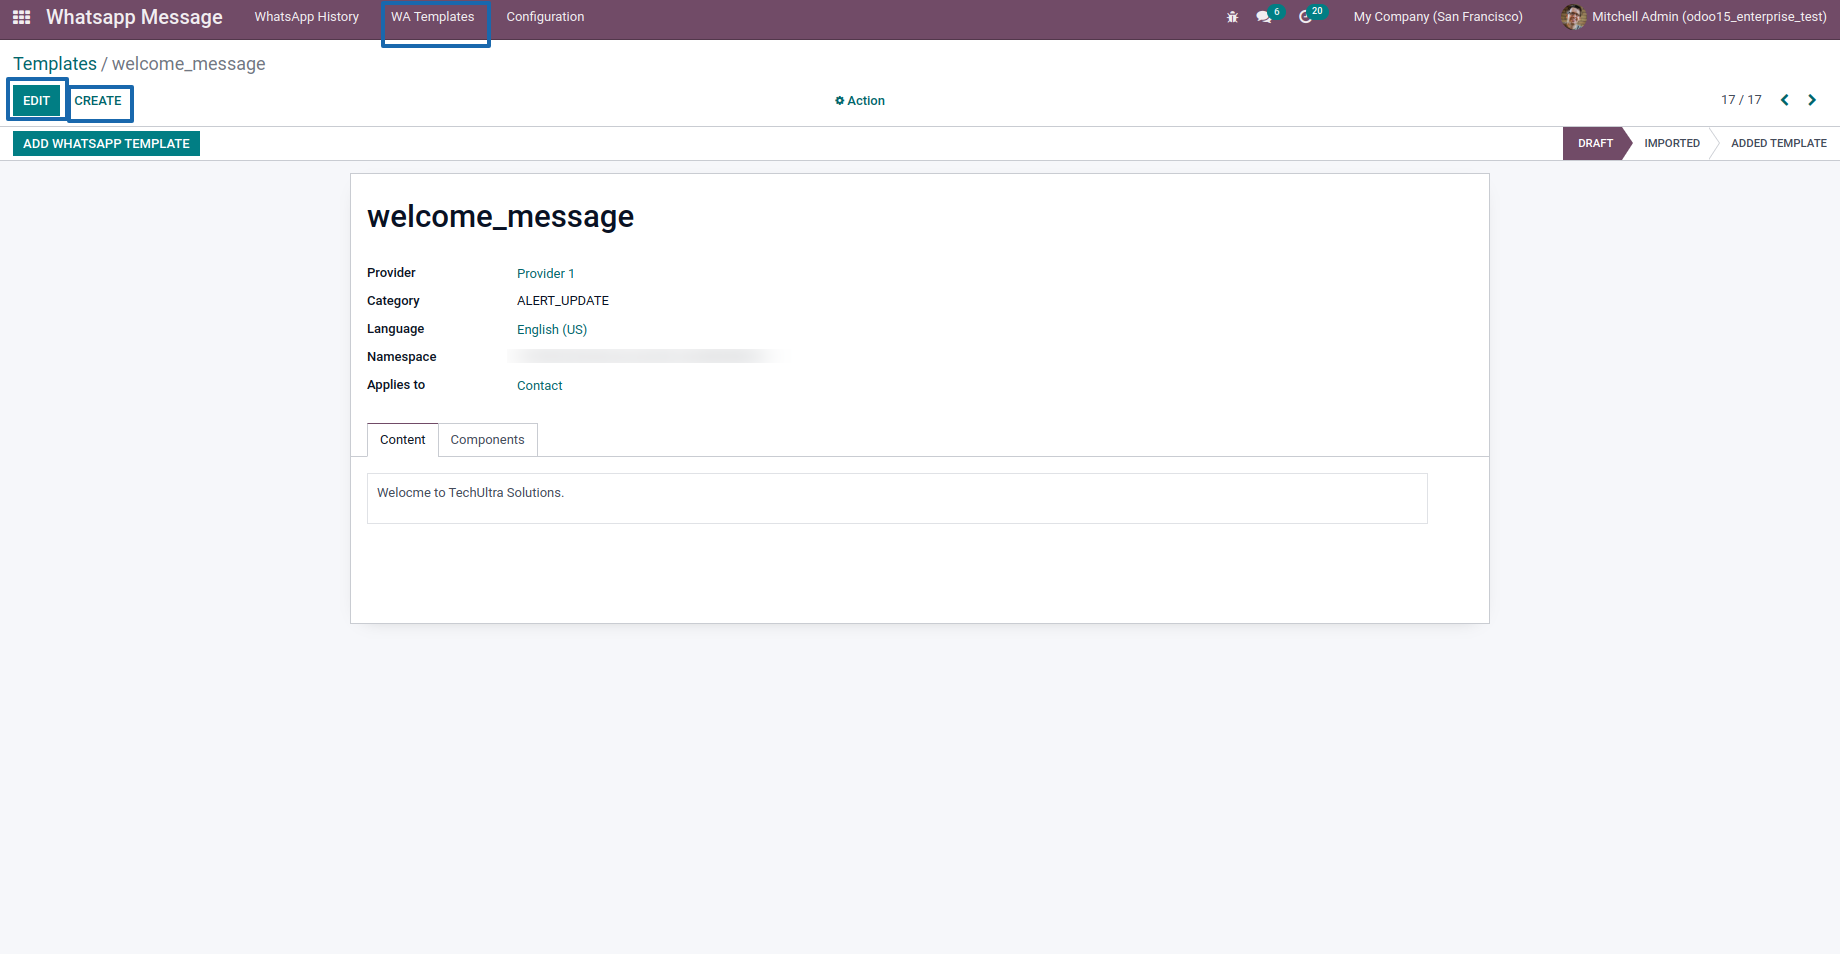 Whatsapp Message WhatsApp History WA Templates Configuration 6 20 My Company (San Francisco) Mitchell Admin (odoo15_enterprise_test)
Templates / welcome_message
EDIT CREATE Action 17 / 17
ADD WHATSAPP TEMPLATE DRAFT IMPORTED ADDED TEMPLATE
welcome_message
Provider Provider 1
Category ALERT_UPDATE
Language English (US)
Namespace
Applies to Contact
Content Components
Welocme to TechUltra Solutions.